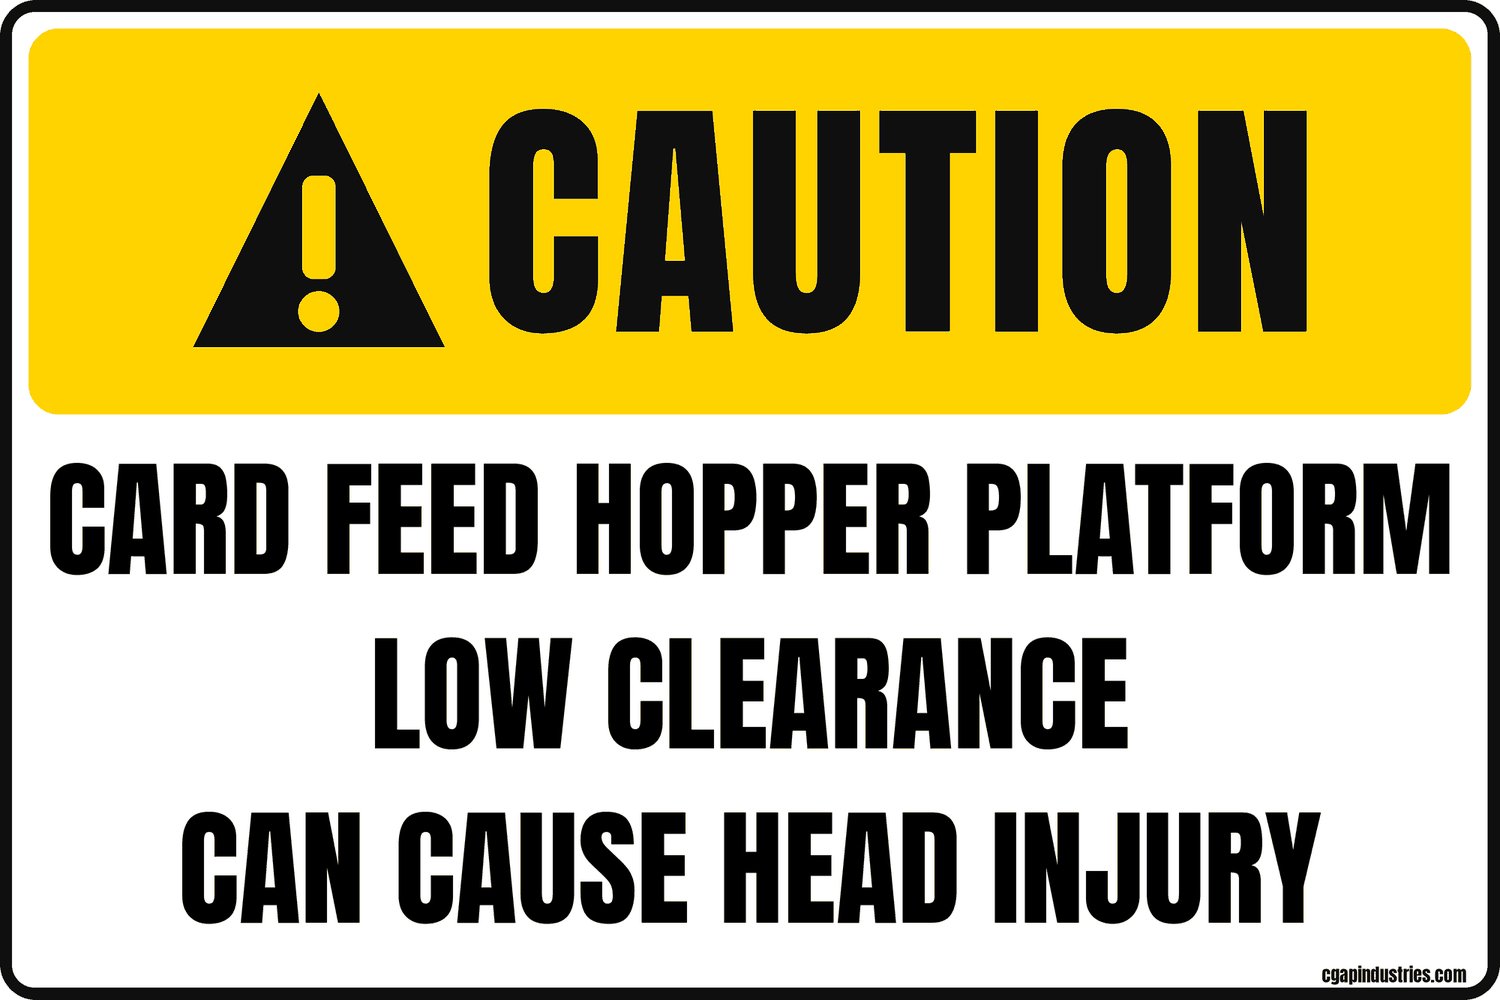 CAUTION
CARD FEED HOPPER PLATFORM
LOW CLEARANCE
CAN CAUSE HEAD INJURY
cgapindustries.com